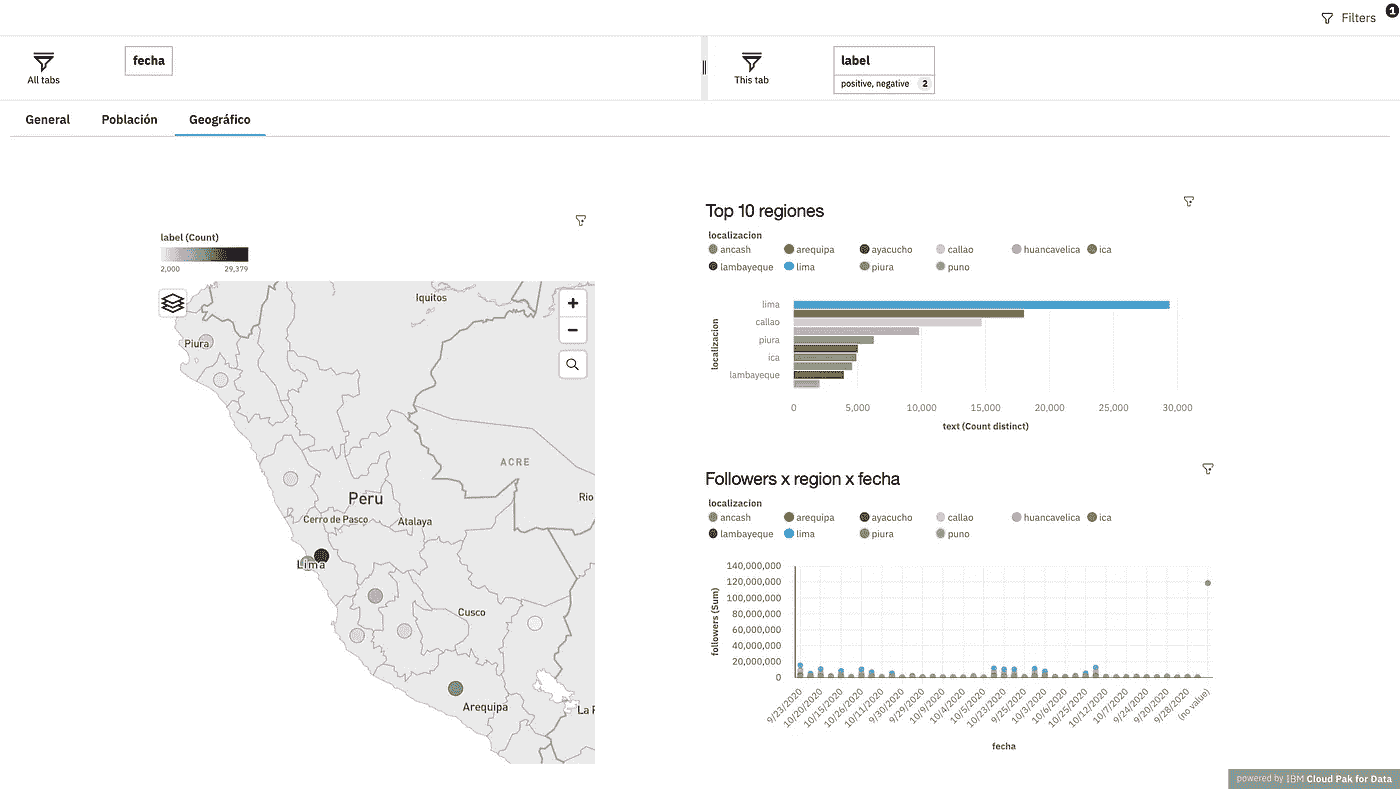 Filters 1
All tabs
fecha
This tab
label
positive, negative 2
General Población Geográfico
label (Count)
2,000 29,379
Iquitos
Piura
ACRE
Peru
Rio
Cerro de Pasco
Atalaya
Lima
Cusco
Arequipa
La P
+
−
Top 10 regiones
localizacion
ancash arequipa ayacucho callao huancavelica ica
lambayeque lima piura puno
localizacion
lima
callao
piura
ica
lambayeque
0 5,000 10,000 15,000 20,000 25,000 30,000
text (Count distinct)
Followers x region x fecha
localizacion
ancash arequipa ayacucho callao huancavelica ica
lambayeque lima piura puno
followers (Sum)
140,000,000
120,000,000
100,000,000
80,000,000
60,000,000
40,000,000
20,000,000
0
9/23/2020 10/20/2020 10/15/2020 10/26/2020 10/11/2020 9/30/2020 9/29/2020 10/9/2020 10/4/2020 10/5/2020 10/23/2020 9/25/2020 10/3/2020 10/6/2020 10/25/2020 10/12/2020 10/7/2020 9/24/2020 9/20/2020 9/28/2020 (no value)
fecha
powered by IBM Cloud Pak for Data